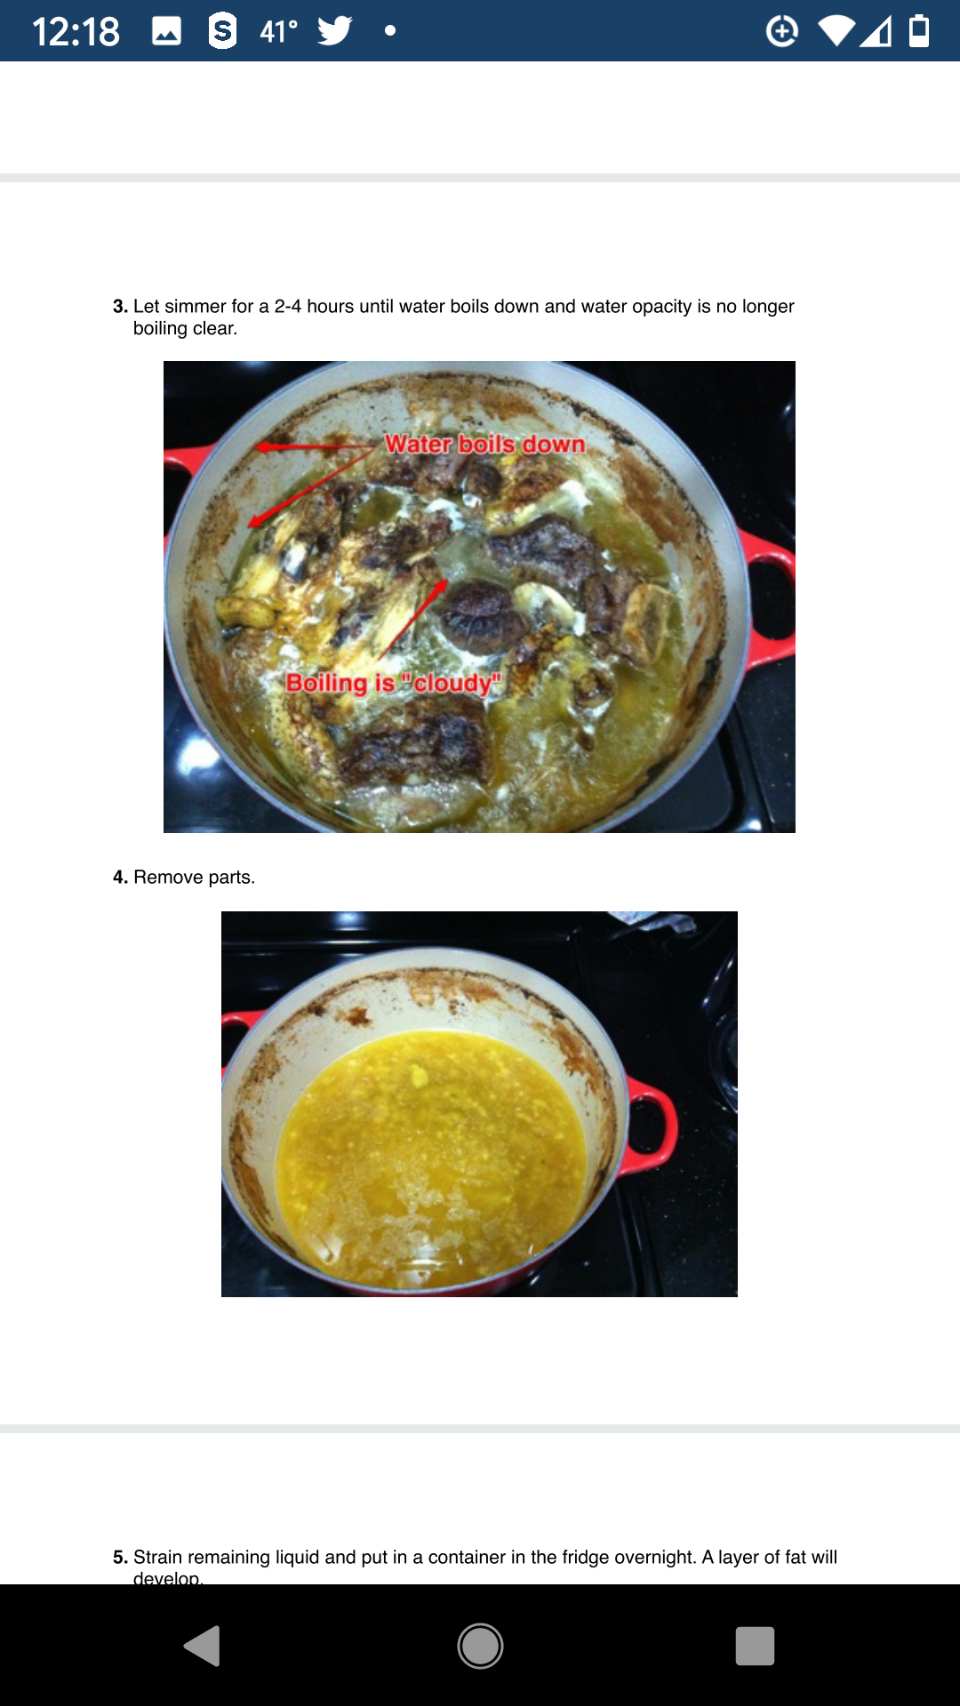 12:18 S 41°
3. Let simmer for a 2-4 hours until water boils down and water opacity is no longer
boiling clear.
Water boils down
Boiling is "cloudy"
4. Remove parts.
5. Strain remaining liquid and put in a container in the fridge overnight. A layer of fat will
develop.